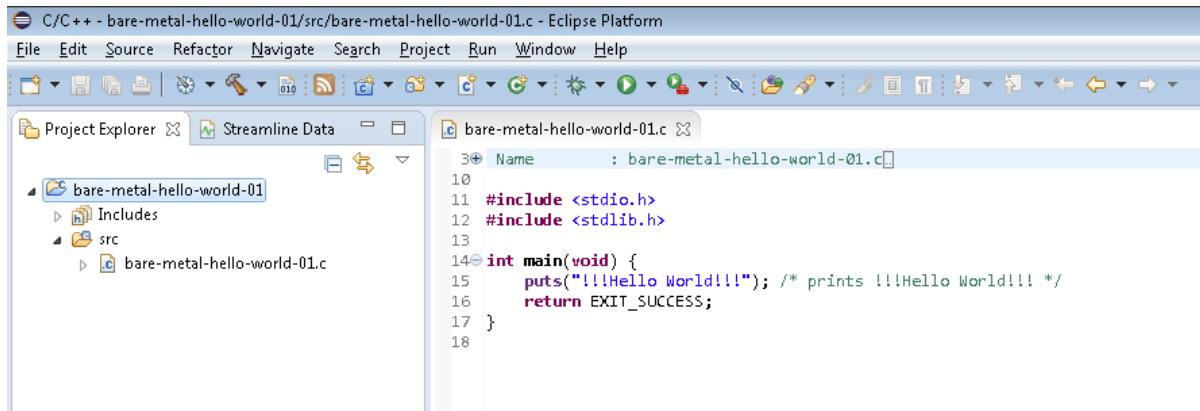 C/C++ - bare-metal-hello-world-01/src/bare-metal-hello-world-01.c - Eclipse Platform
File Edit Source Refactor Navigate Search Project Run Window Help
Project Explorer Streamline Data
bare-metal-hello-world-01
Includes
src
bare-metal-hello-world-01.c
bare-metal-hello-world-01.c
3 Name : bare-metal-hello-world-01.c
10
11 #include <stdio.h>
12 #include <stdlib.h>
13
14 int main(void) {
15 puts("!!!Hello World!!!"); /* prints !!!Hello World!!! */
16 return EXIT_SUCCESS;
17 }
18